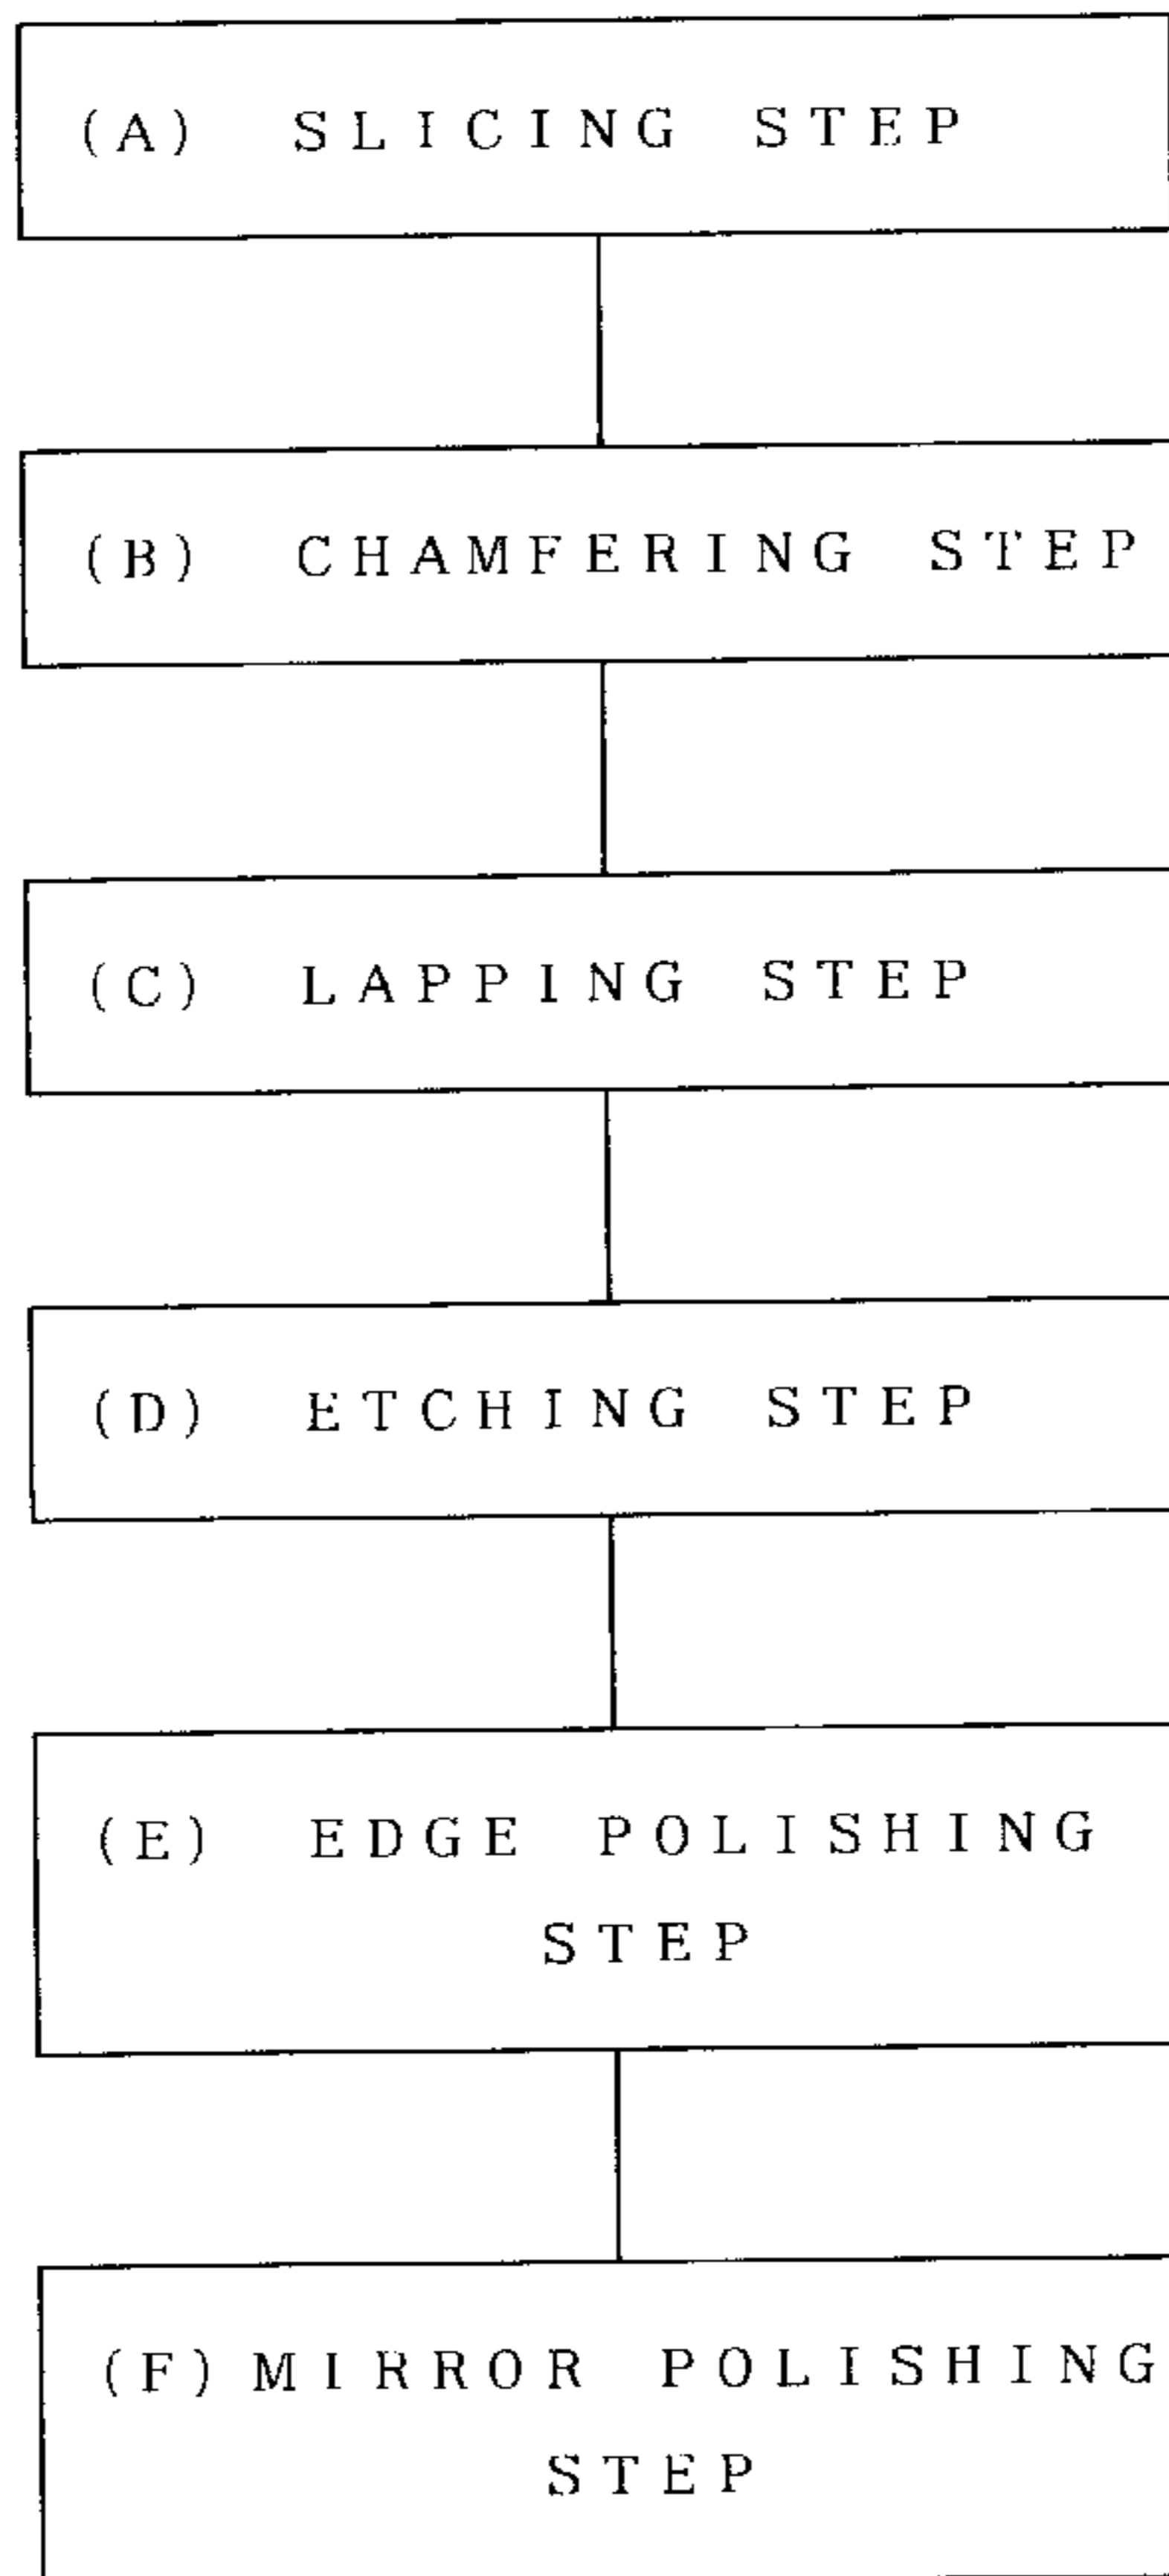 (A) SLICING STEP
(B) CHAMFERING STEP
(C) LAPPING STEP
(D) ETCHING STEP
(E) EDGE POLISHING
STEP
(F) MIRROR POLISHING
STEP